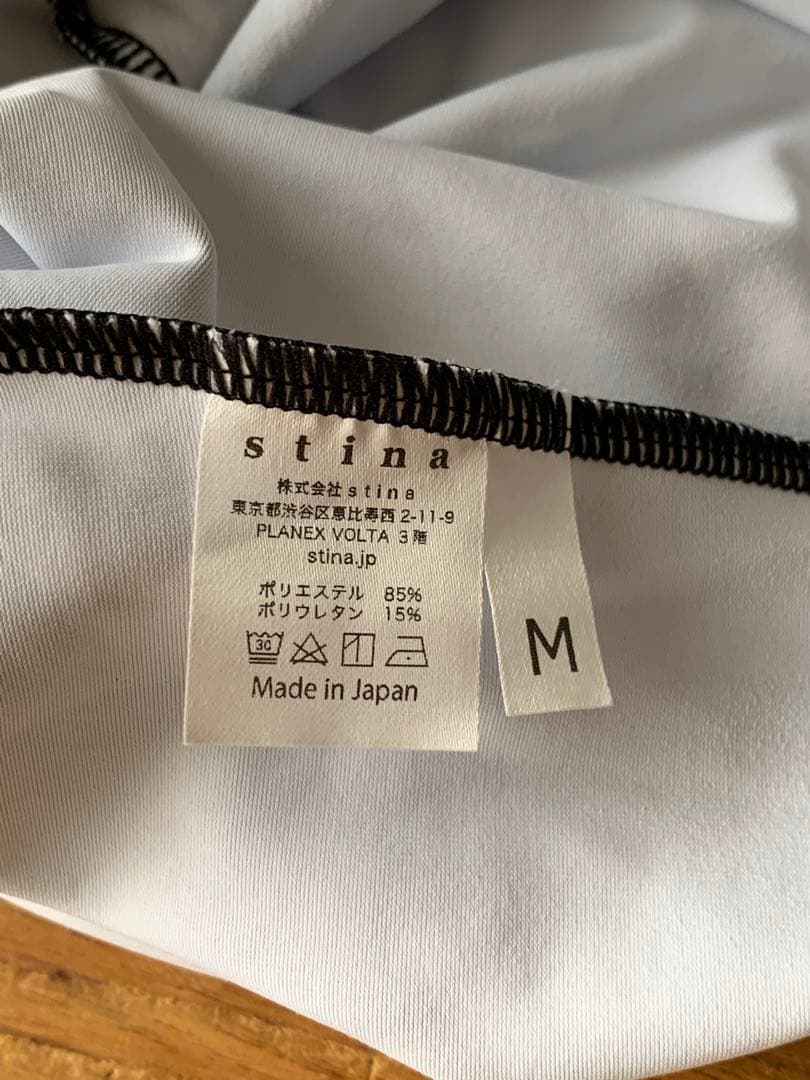 stina
株式会社stina
東京都渋谷区恵比寿西2-11-9
PLANEX VOLTA 3階
stina.jp
ポリエステル 85%
ポリウレタン 15%
30
Made in Japan
M